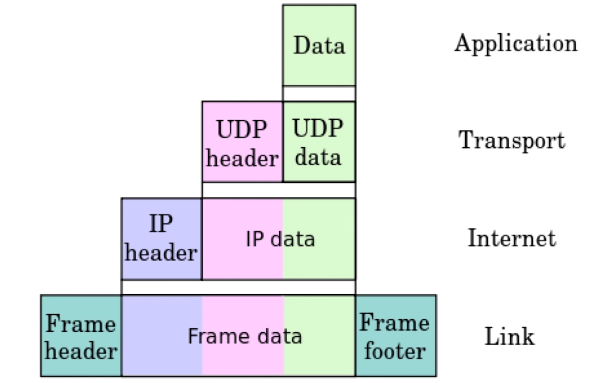 Data
Application
UDP
header
UDP
data
Transport
IP
header
IP data
Internet
Frame
header
Frame data
Frame
footer
Link